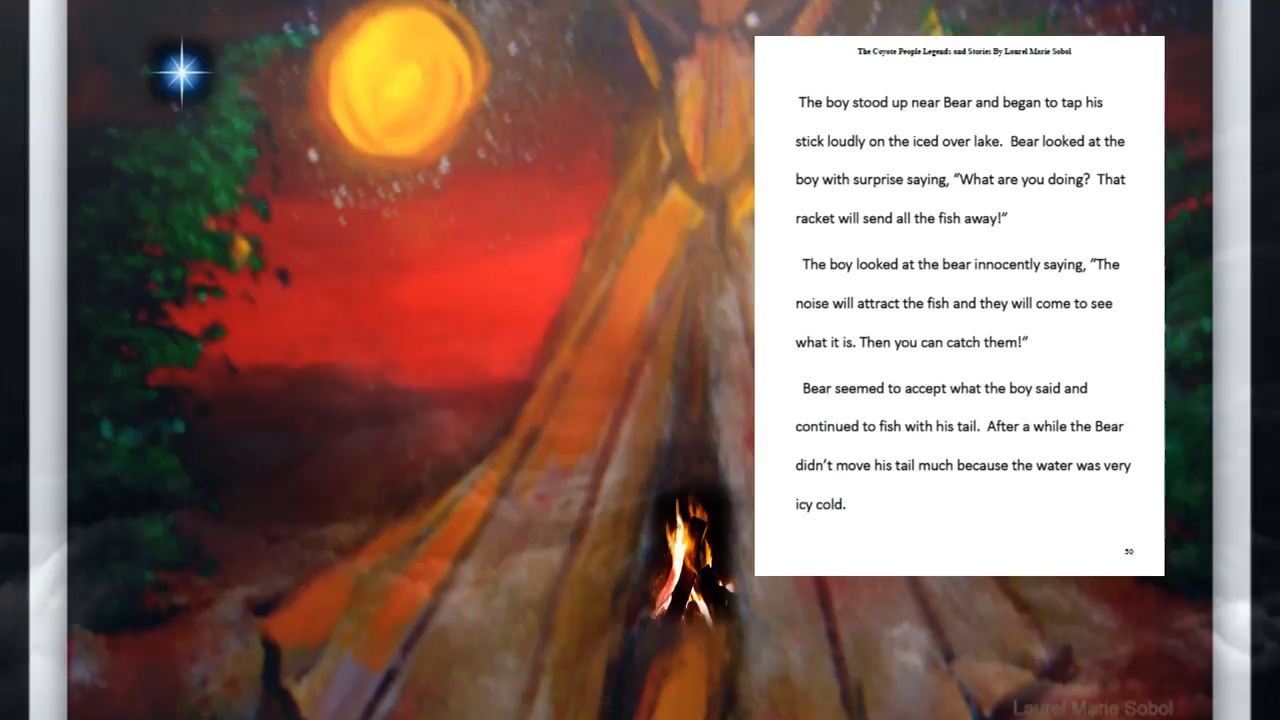 The Coyote People Legends and Stories By Laurel Marie Sobol
The boy stood up near Bear and began to tap his
stick loudly on the iced over lake.  Bear looked at the
boy with surprise saying, “What are you doing?  That
racket will send all the fish away!”
The boy looked at the bear innocently saying, “The
noise will attract the fish and they will come to see
what it is. Then you can catch them!”
Bear seemed to accept what the boy said and
continued to fish with his tail.  After a while the Bear
didn’t move his tail much because the water was very
icy cold.
50
Laurel Marie Sobol